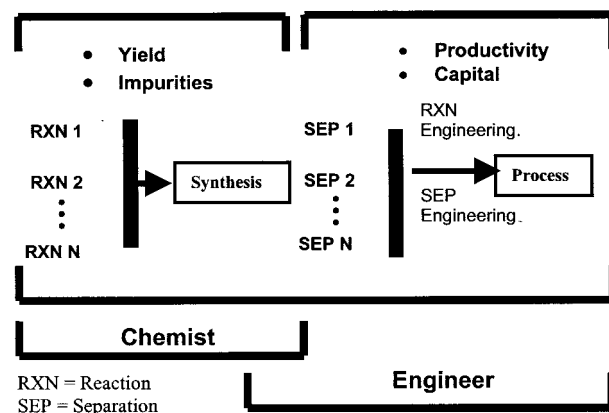 • Yield
• Impurities
• Productivity
• Capital
RXN 1
RXN 2
RXN N
Synthesis
SEP 1
SEP 2
SEP N
RXN
Engineering.
SEP
Engineering.
Process
Chemist
Engineer
RXN = Reaction
SEP = Separation